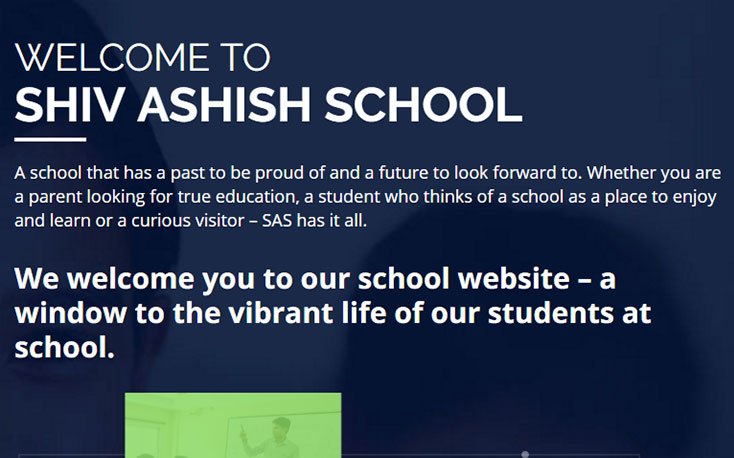 WELCOME TO
SHIV ASHISH SCHOOL
A school that has a past to be proud of and a future to look forward to. Whether you are
a parent looking for true education, a student who thinks of a school as a place to enjoy
and learn or a curious visitor – SAS has it all.
We welcome you to our school website – a
window to the vibrant life of our students at
school.